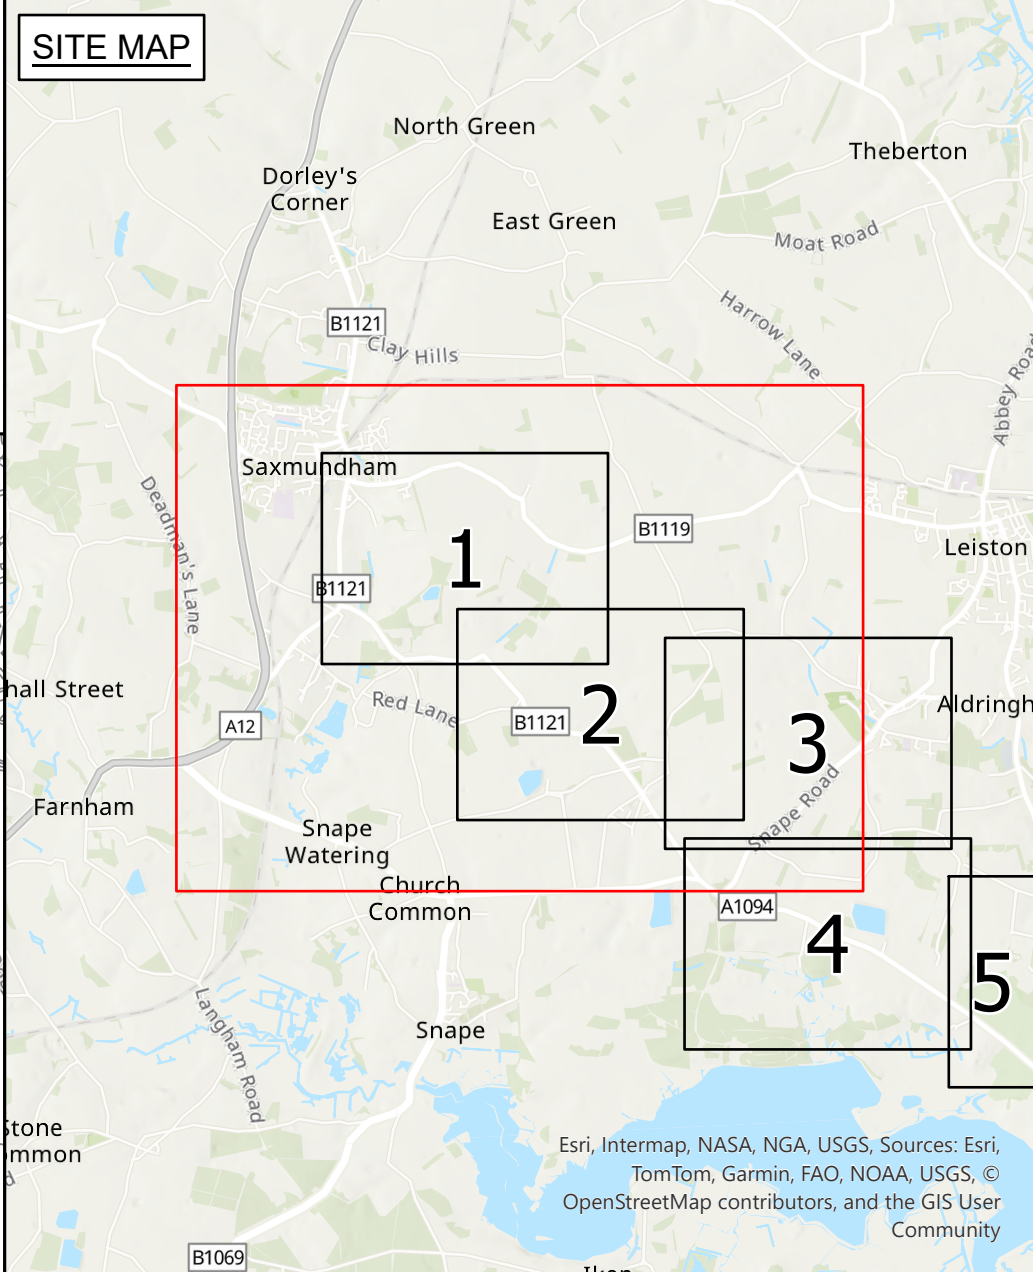 SITE MAP
North Green
Theberton
Dorley's
Corner
East Green
Moat Road
Harrow Lane
B1121
Clay Hills
Abbey Road
Saxmundham
Deadman's Lane
B1119
1
Leiston
B1121
hall Street
Red Lane
2
B1121
A12
3
Aldringh
Snape Road
Farnham
Snape
Watering
Church
Common
A1094
4
5
Langham Road
Snape
Stone
ommon
Esri, Intermap, NASA, NGA, USGS, Sources: Esri,
TomTom, Garmin, FAO, NOAA, USGS, ©
OpenStreetMap contributors, and the GIS User
Community
B1069